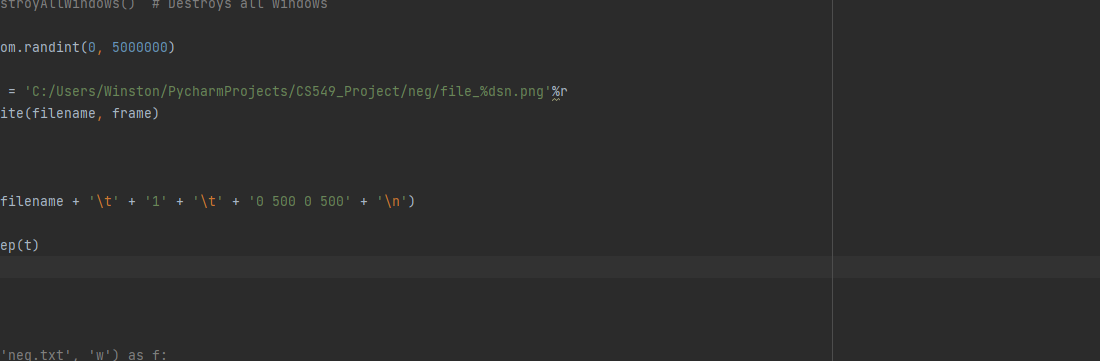 stroyAllWindows()  # Destroys all windows
om.randint(0, 5000000)
= 'C:/Users/Winston/PycharmProjects/CS549_Project/neg/file_%dsn.png'%r
ite(filename, frame)
filename + '\t' + '1' + '\t' + '0 500 0 500' + '\n')
ep(t)
'neg.txt', 'w') as f: